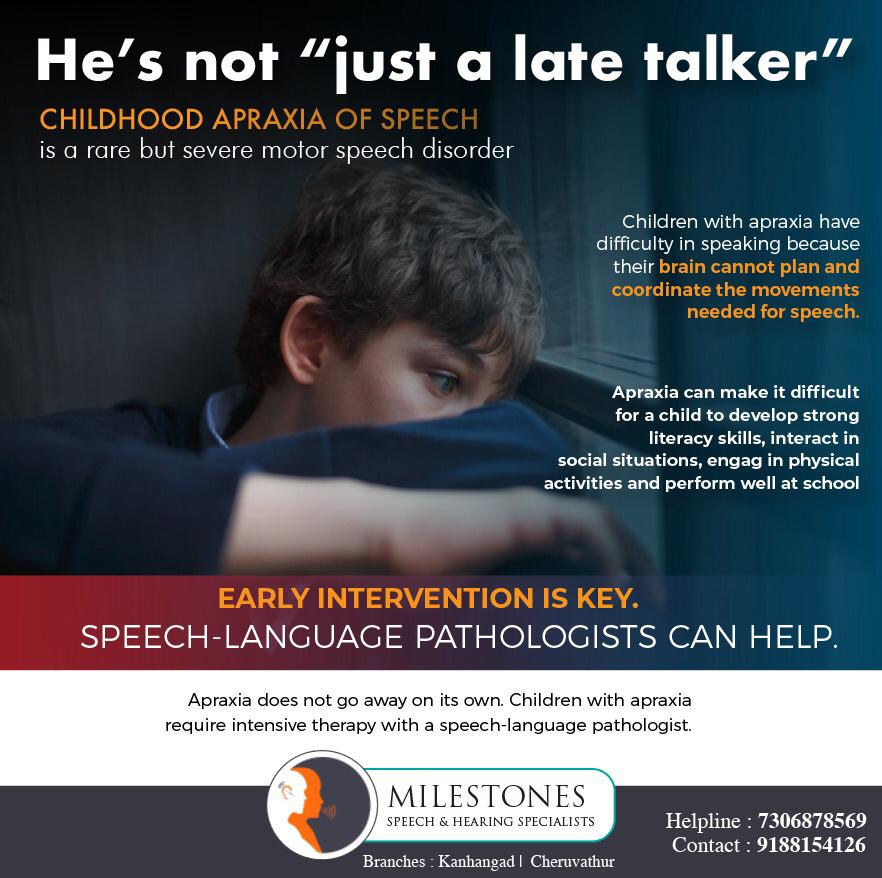 He's not “just a late talker”
CHILDHOOD APRAXIA OF SPEECH
is a rare but severe motor speech disorder
Children with apraxia have
difficulty in speaking because
their brain cannot plan and
coordinate the movements
needed for speech.
Apraxia can make it difficult
for a child to develop strong
literacy skills, interact in
social situations, engag in physical
activities and perform well at school
EARLY INTERVENTION IS KEY.
SPEECH-LANGUAGE PATHOLOGISTS CAN HELP.
Apraxia does not go away on its own. Children with apraxia
require intensive therapy with a speech-language pathologist.
MILESTONES
SPEECH & HEARING SPECIALISTS
Branches : Kanhangad | Cheruvathur
Helpline : 7306878569
Contact : 9188154126